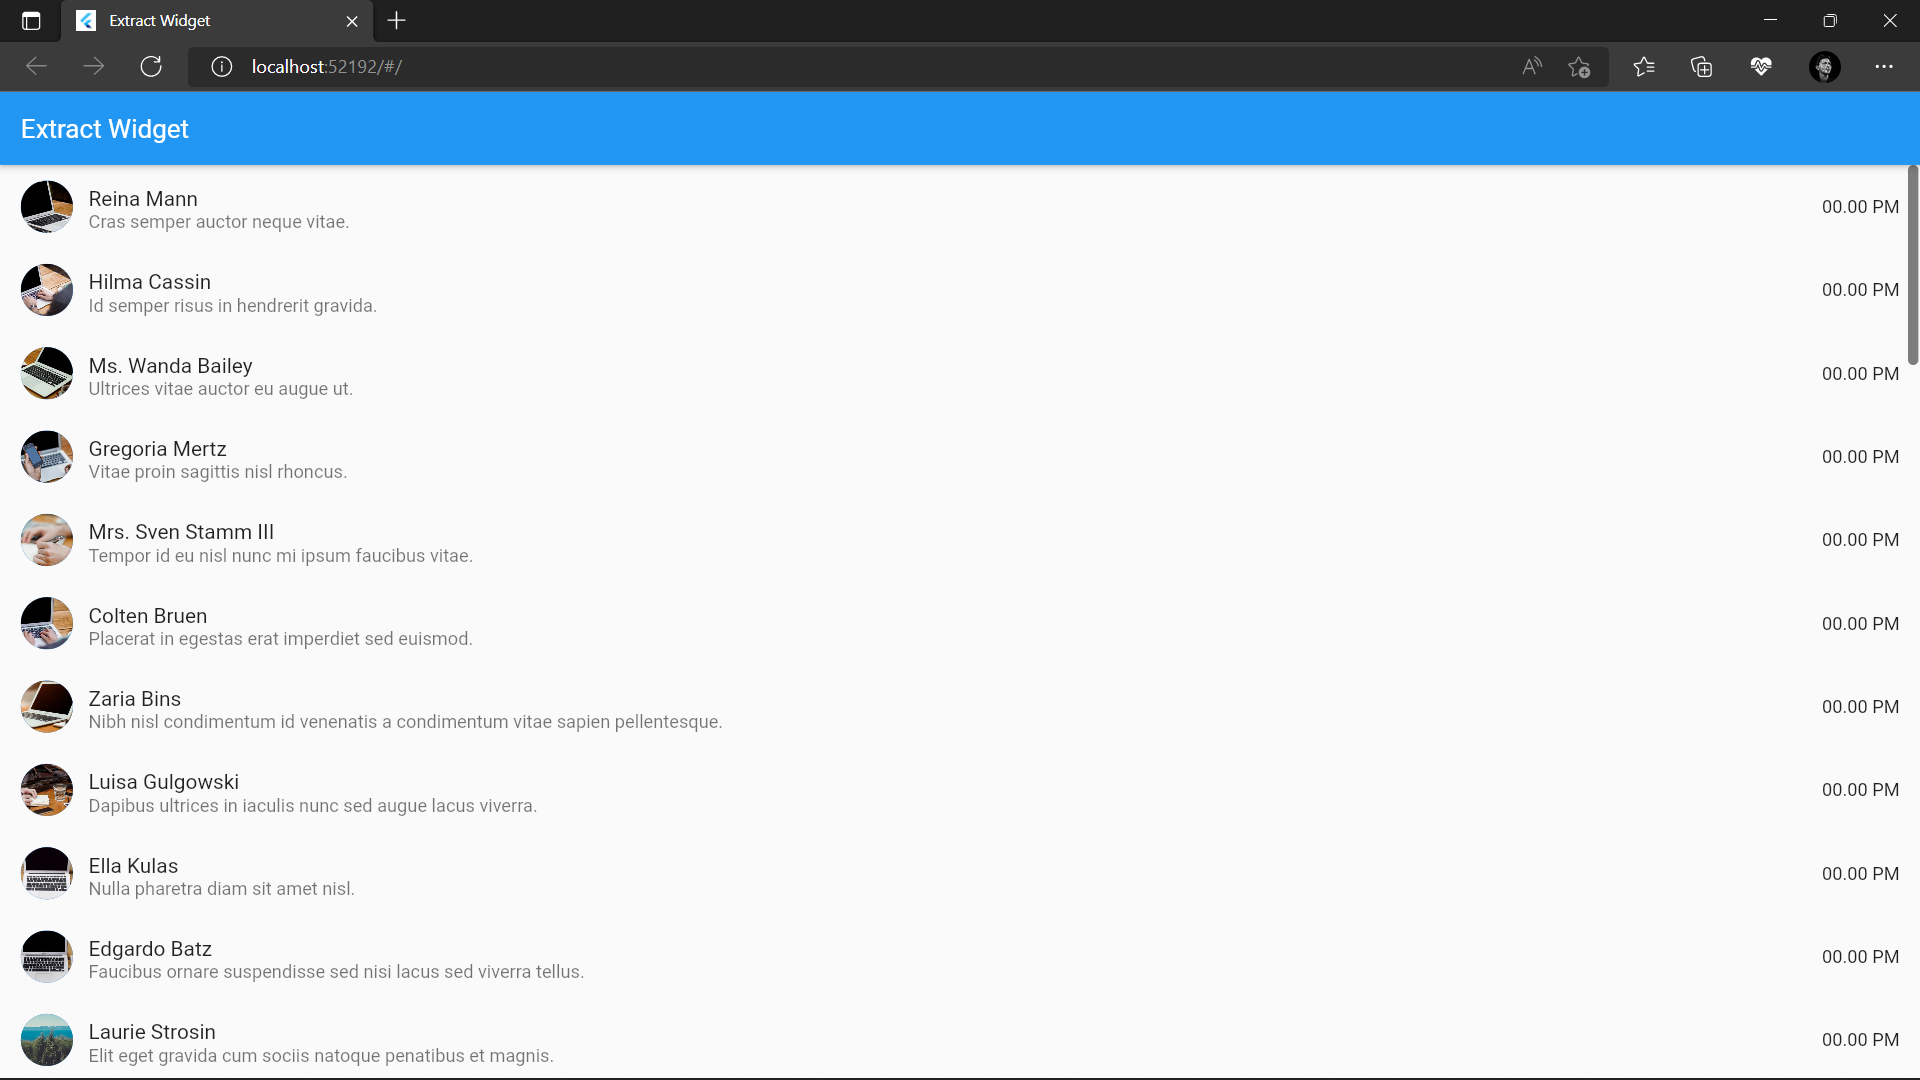 Extract Widget
localhost:52192/#/
Extract Widget
Reina Mann
Cras semper auctor neque vitae.
00.00 PM
Hilma Cassin
Id semper risus in hendrerit gravida.
00.00 PM
Ms. Wanda Bailey
Ultrices vitae auctor eu augue ut.
00.00 PM
Gregoria Mertz
Vitae proin sagittis nisl rhoncus.
00.00 PM
Mrs. Sven Stamm III
Tempor id eu nisl nunc mi ipsum faucibus vitae.
00.00 PM
Colten Bruen
Placerat in egestas erat imperdiet sed euismod.
00.00 PM
Zaria Bins
Nibh nisl condimentum id venenatis a condimentum vitae sapien pellentesque.
00.00 PM
Luisa Gulgowski
Dapibus ultrices in iaculis nunc sed augue lacus viverra.
00.00 PM
Ella Kulas
Nulla pharetra diam sit amet nisl.
00.00 PM
Edgardo Batz
Faucibus ornare suspendisse sed nisi lacus sed viverra tellus.
00.00 PM
Laurie Strosin
Elit eget gravida cum sociis natoque penatibus et magnis.
00.00 PM